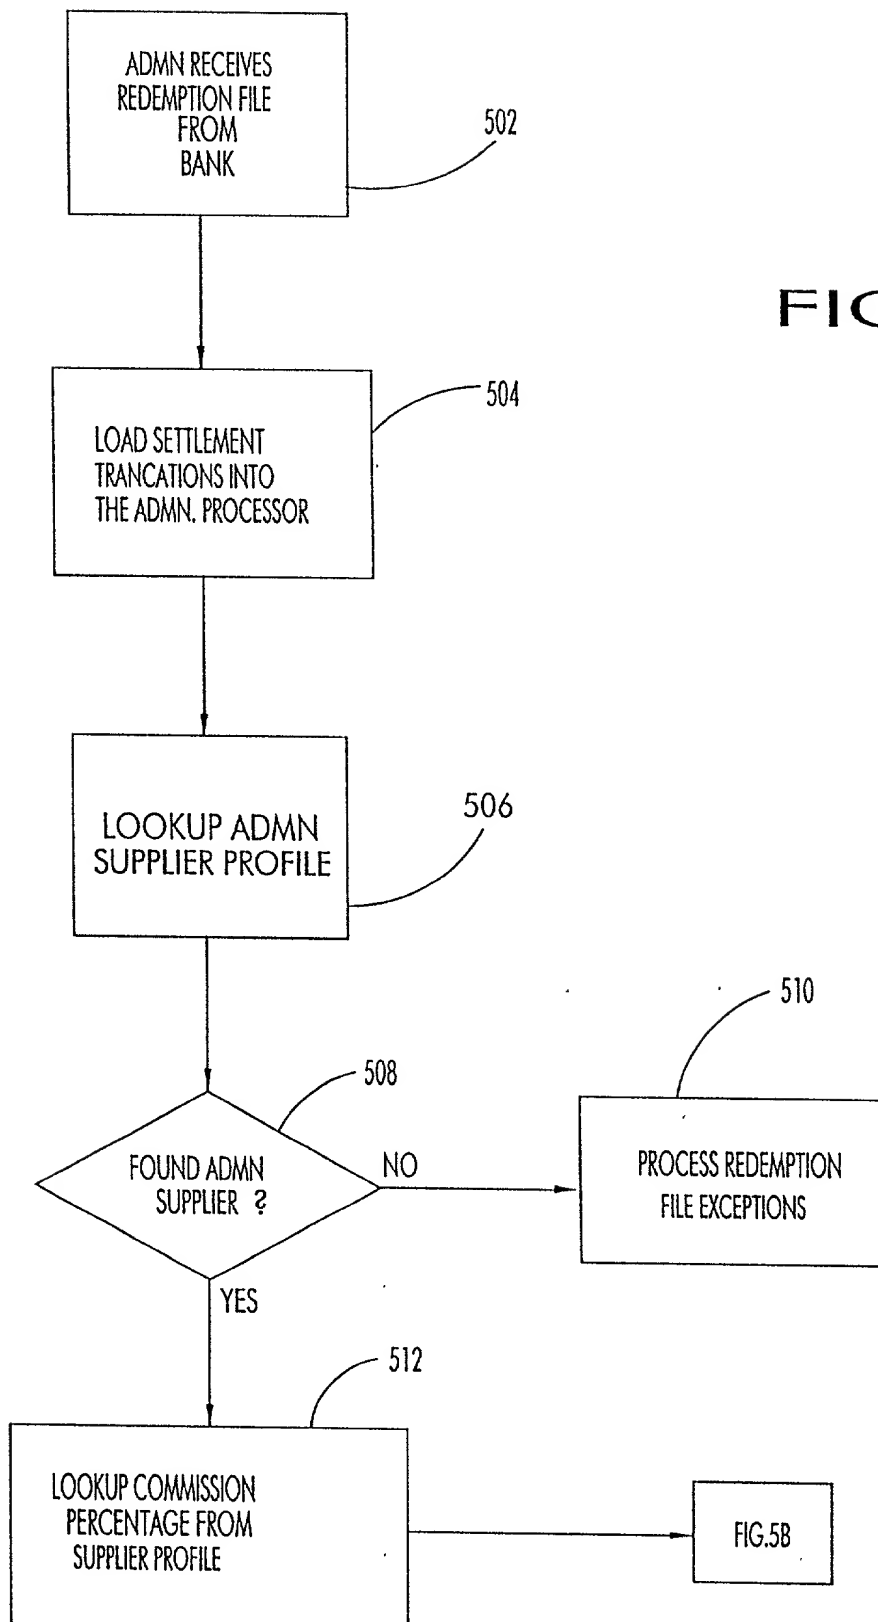 ADMN RECEIVES
REDEMPTION FILE
FROM
BANK
502
FIG
504
LOAD SETTLEMENT
TRANCATIONS INTO
THE ADMN. PROCESSOR
LOOKUP ADMN
SUPPLIER PROFILE
506
510
508
FOUND ADMN
SUPPLIER ?
NO
PROCESS REDEMPTION
FILE EXCEPTIONS
YES
512
LOOKUP COMMISSION
PERCENTAGE FROM
SUPPLIER PROFILE
FIG.5B